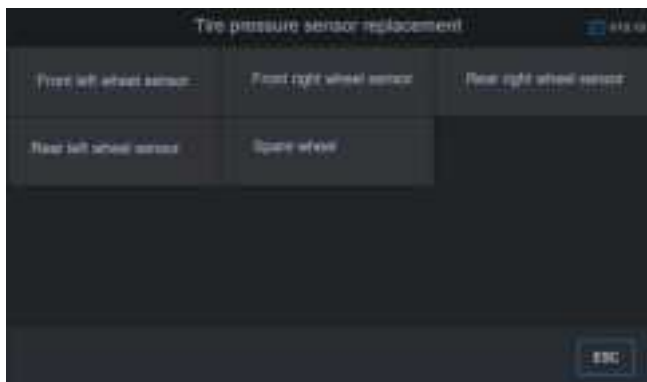 Tire pressure sensor replacement
Front left wheel sensor
Front right wheel sensor
Rear right wheel sensor
Rear left wheel sensor
Spare wheel
ESC